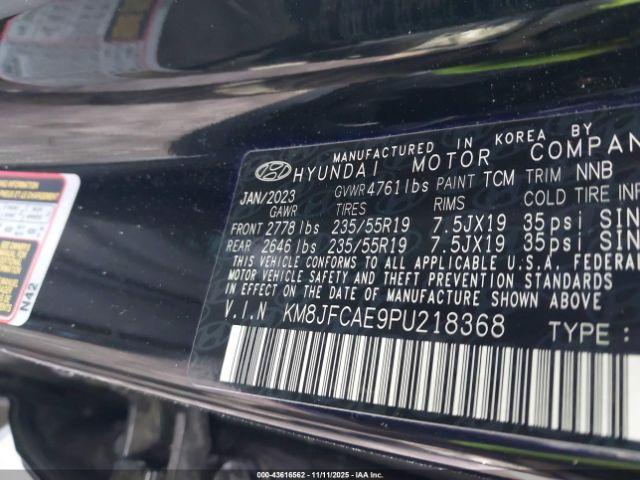 MANUFACTURED IN KOREA BY
HYUNDAI MOTOR COMPAN
JAN/2023 GVWR 4761 lbs PAINT TCM TRIM NNB
GAWR TIRES RIMS COLD TIRE INF
FRONT 2778 lbs 235/55R19 7.5JX19 35psi SIN
REAR 2646 lbs 235/55R19 7.5JX19 35psi SIN
THIS VEHICLE CONFORMS TO ALL APPLICABLE U.S.A. FEDERAL
MOTOR VEHICLE SAFETY AND THEFT PREVENTION STANDARDS
IN EFFECT ON THE DATE OF MANUFACTURE SHOWN ABOVE.
V.I.N KM8JFCAE9PU218368 TYPE :
N42
000-43616562 - 11/11/2025 - IAAI.com